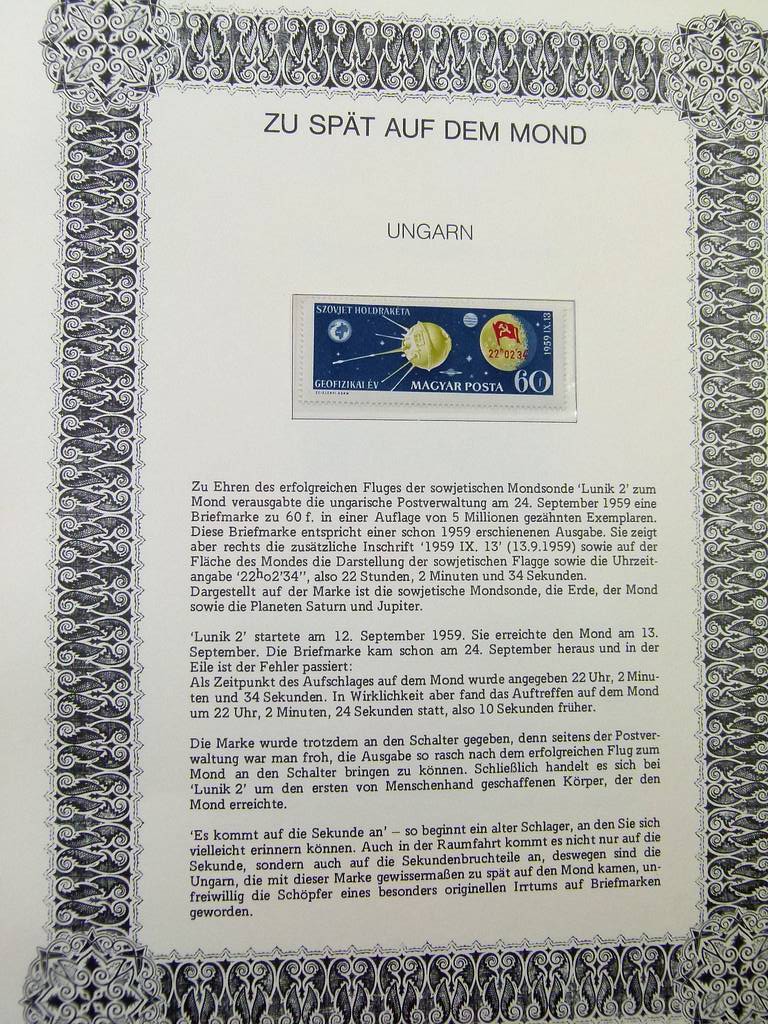 ZU SPÄT AUF DEM MOND
UNGARN
SZOVJET HOLDRAKÉTA
1959 IX.13
22ʰ02'34"
GEOFIZIKAI ÉV
MAGYAR POSTA
60f
Zu Ehren des erfolgreichen Fluges der sowjetischen Mondsonde 'Lunik 2' zum
Mond verausgabte die ungarische Postverwaltung am 24. September 1959 eine
Briefmarke zu 60 f. in einer Auflage von 5 Millionen gezähnten Exemplaren.
Diese Briefmarke entspricht einer schon 1959 erschienenen Ausgabe. Sie zeigt
aber rechts die zusätzliche Inschrift '1959 IX. 13' (13.9.1959) sowie auf der
Fläche des Mondes die Darstellung der sowjetischen Flagge sowie die Uhrzeit-
angabe '22ʰo2'34", also 22 Stunden, 2 Minuten und 34 Sekunden.
Dargestellt auf der Marke ist die sowjetische Mondsonde, die Erde, der Mond
sowie die Planeten Saturn und Jupiter.
'Lunik 2' startete am 12. September 1959. Sie erreichte den Mond am 13.
September. Die Briefmarke kam schon am 24. September heraus und in der
Eile ist der Fehler passiert:
Als Zeitpunkt des Aufschlages auf dem Mond wurde angegeben 22 Uhr, 2 Minu-
ten und 34 Sekunden. In Wirklichkeit aber fand das Auftreffen auf dem Mond
um 22 Uhr, 2 Minuten, 24 Sekunden statt, also 10 Sekunden früher.
Die Marke wurde trotzdem an den Schalter gegeben, denn seitens der Postver-
waltung war man froh, die Ausgabe so rasch nach dem erfolgreichen Flug zum
Mond an den Schalter bringen zu können. Schließlich handelt es sich bei
'Lunik 2' um den ersten von Menschenhand geschaffenen Körper, der den
Mond erreichte.
'Es kommt auf die Sekunde an' – so beginnt ein alter Schlager, an den Sie sich
vielleicht erinnern können. Auch in der Raumfahrt kommt es nicht nur auf die
Sekunde, sondern auch auf die Sekundenbruchteile an, deswegen sind die
Ungarn, die mit dieser Marke gewissermaßen zu spät auf den Mond kamen, un-
freiwillig die Schöpfer eines besonders originellen Irrtums auf Briefmarken
geworden.